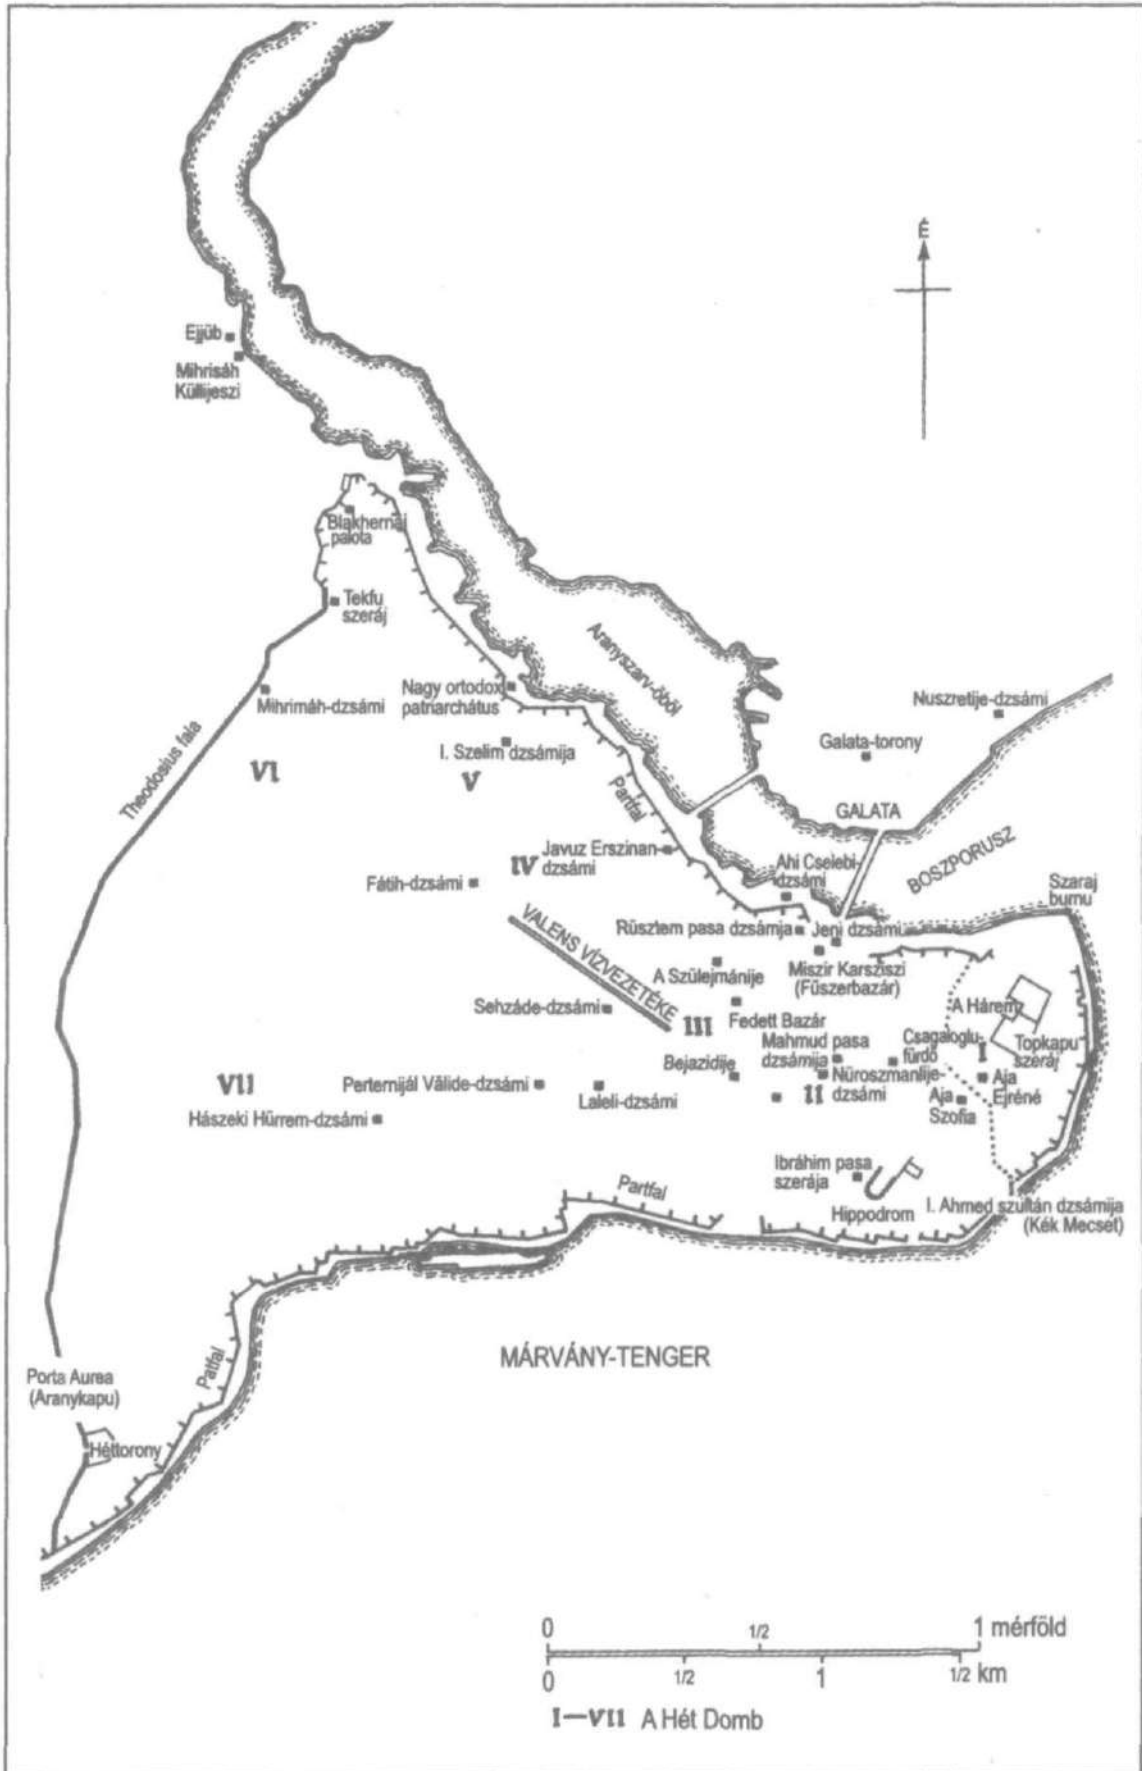 É
Ejjüb
Mihrisáh
Küllijeszi
Blakhernáj
palota
Tekfu
szeráj
Aranyszarv-öböl
Nagy ortodox
patriarchátus
Mihrimáh-dzsámi
Nuszretije-dzsámi
I. Szelim dzsámija
Galata-torony
Theodosius fala
VI
V
Partfal
GALATA
Javuz Erszinan-
dzsámi
IV
Ahi Cselebi-
dzsámi
BOSZPORUSZ
Fátih-dzsámi
Szaraj
burnu
VALENS VÍZVEZETÉKE
Rüsztem pasa dzsámja
Jeni dzsámi
A Szülejmánije
Miszir Karsziszi
(Fűszerbazár)
Sehzáde-dzsámi
III
Fedett Bazár
A Hárem
Mahmud pasa
dzsámija
Csagaloglu-
fürdő
I
Topkapu
szeráj
Bejazidije
VII
Perternijál Válide-dzsámi
Laleli-dzsámi
II
Nüroszmanlije-
dzsámi
Aja
Szofia
Aja
Ejréné
Hászeki Hürrem-dzsámi
Ibráhim pasa
szerája
Partfal
Hippodrom
I. Ahmed szultán dzsámija
(Kék Mecset)
MÁRVÁNY-TENGER
Patfal
Porta Aurea
(Aranykapu)
Héttorony
0 1/2 1 mérföld
0 1/2 1 1/2 km
I—VII A Hét Domb